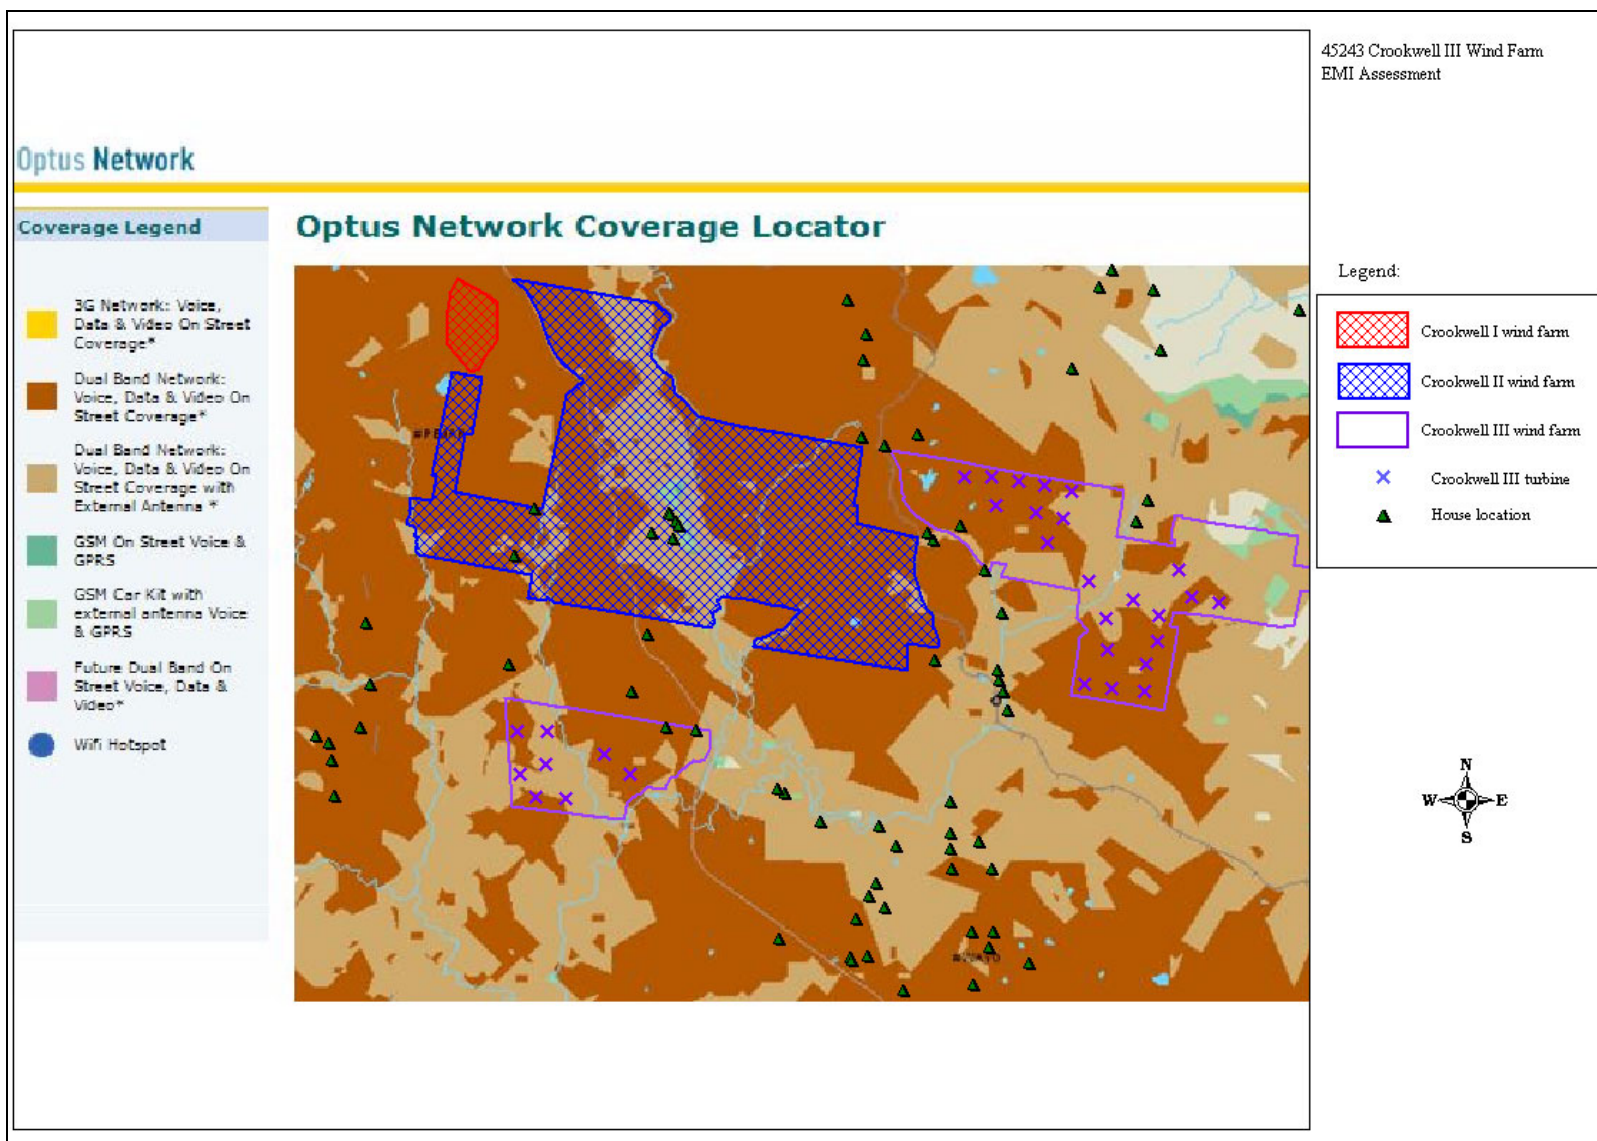 45243 Crookwell III Wind Farm
EMI Assessment
Optus Network
Coverage Legend
3G Network: Voice,
Data & Video On Street
Coverage*
Dual Band Network:
Voice, Data & Video On
Street Coverage*
Dual Band Network:
Voice, Data & Video On
Street Coverage with
External Antenna *
GSM On Street Voice &
GPRS
GSM Car Kit with
external antenna Voice
& GPRS
Future Dual Band On
Street Voice, Data &
Video*
Wifi Hotspot
Optus Network Coverage Locator
Legend:
Crookwell I wind farm
Crookwell II wind farm
Crookwell III wind farm
Crookwell III turbine
House location
N
W
E
S